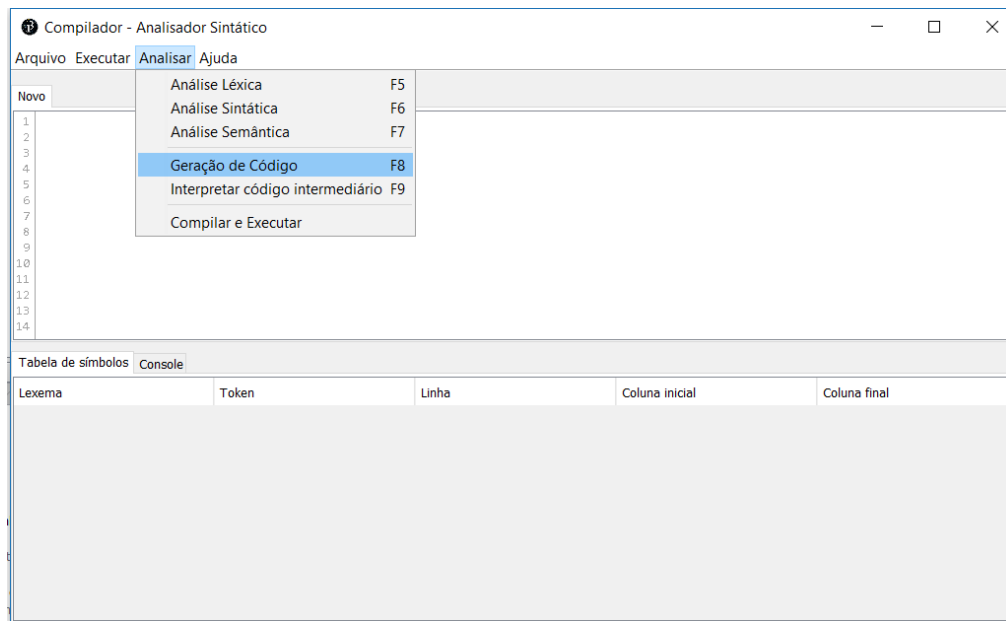 Compilador - Analisador Sintático
Arquivo Executar Analisar Ajuda
Novo
Análise Léxica F5
Análise Sintática F6
Análise Semântica F7
Geração de Código F8
Interpretar código intermediário F9
Compilar e Executar
1
2
3
4
5
6
7
8
9
10
11
12
13
14
Tabela de símbolos Console
Lexema Token Linha Coluna inicial Coluna final